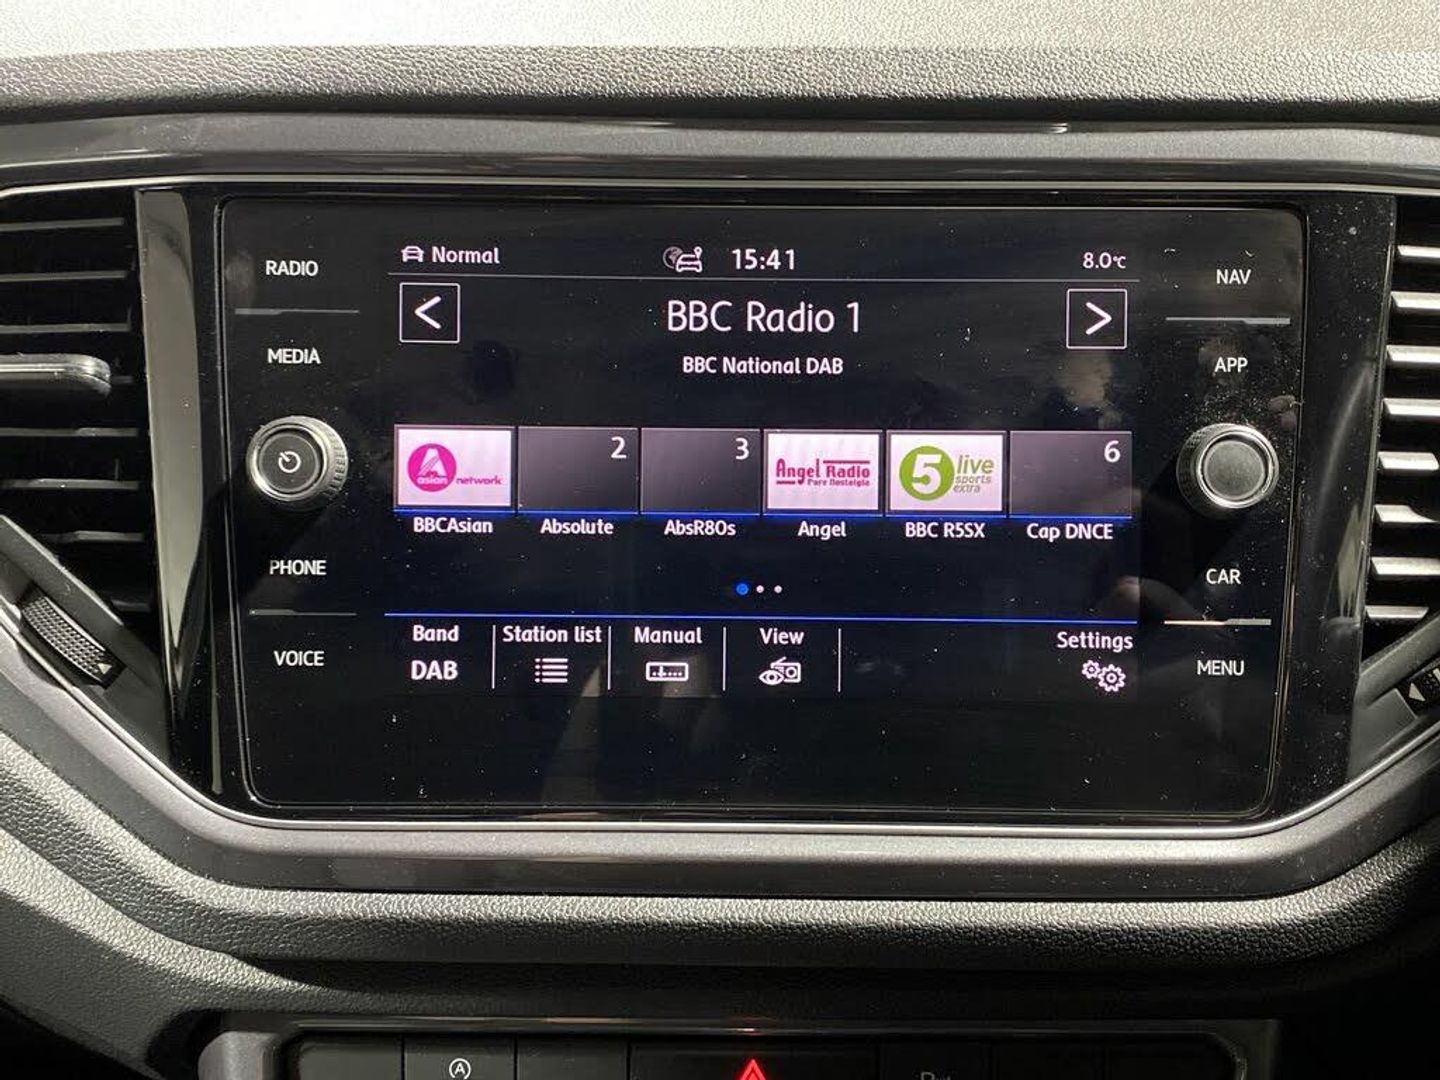 Normal 15:41 8.0°C
RADIO
NAV
BBC Radio 1
MEDIA
BBC National DAB
APP
asian network
2
3
Angel Radio
Pure Nostalgia
5 live
sports
extra
6
BBCAsian
Absolute
AbsR80s
Angel
BBC R5SX
Cap DNCE
PHONE
CAR
Band
DAB
Station list
Manual
View
Settings
VOICE
MENU
A